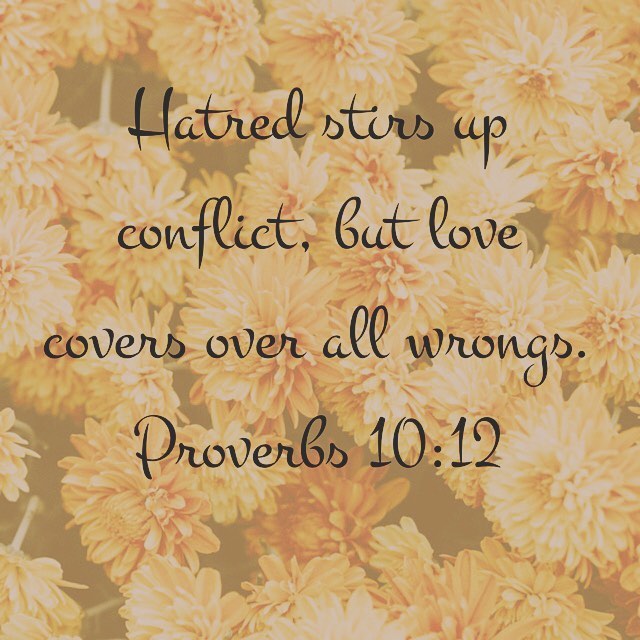 Hatred stirs up
conflict, but love
covers over all wrongs.
Proverbs 10:12